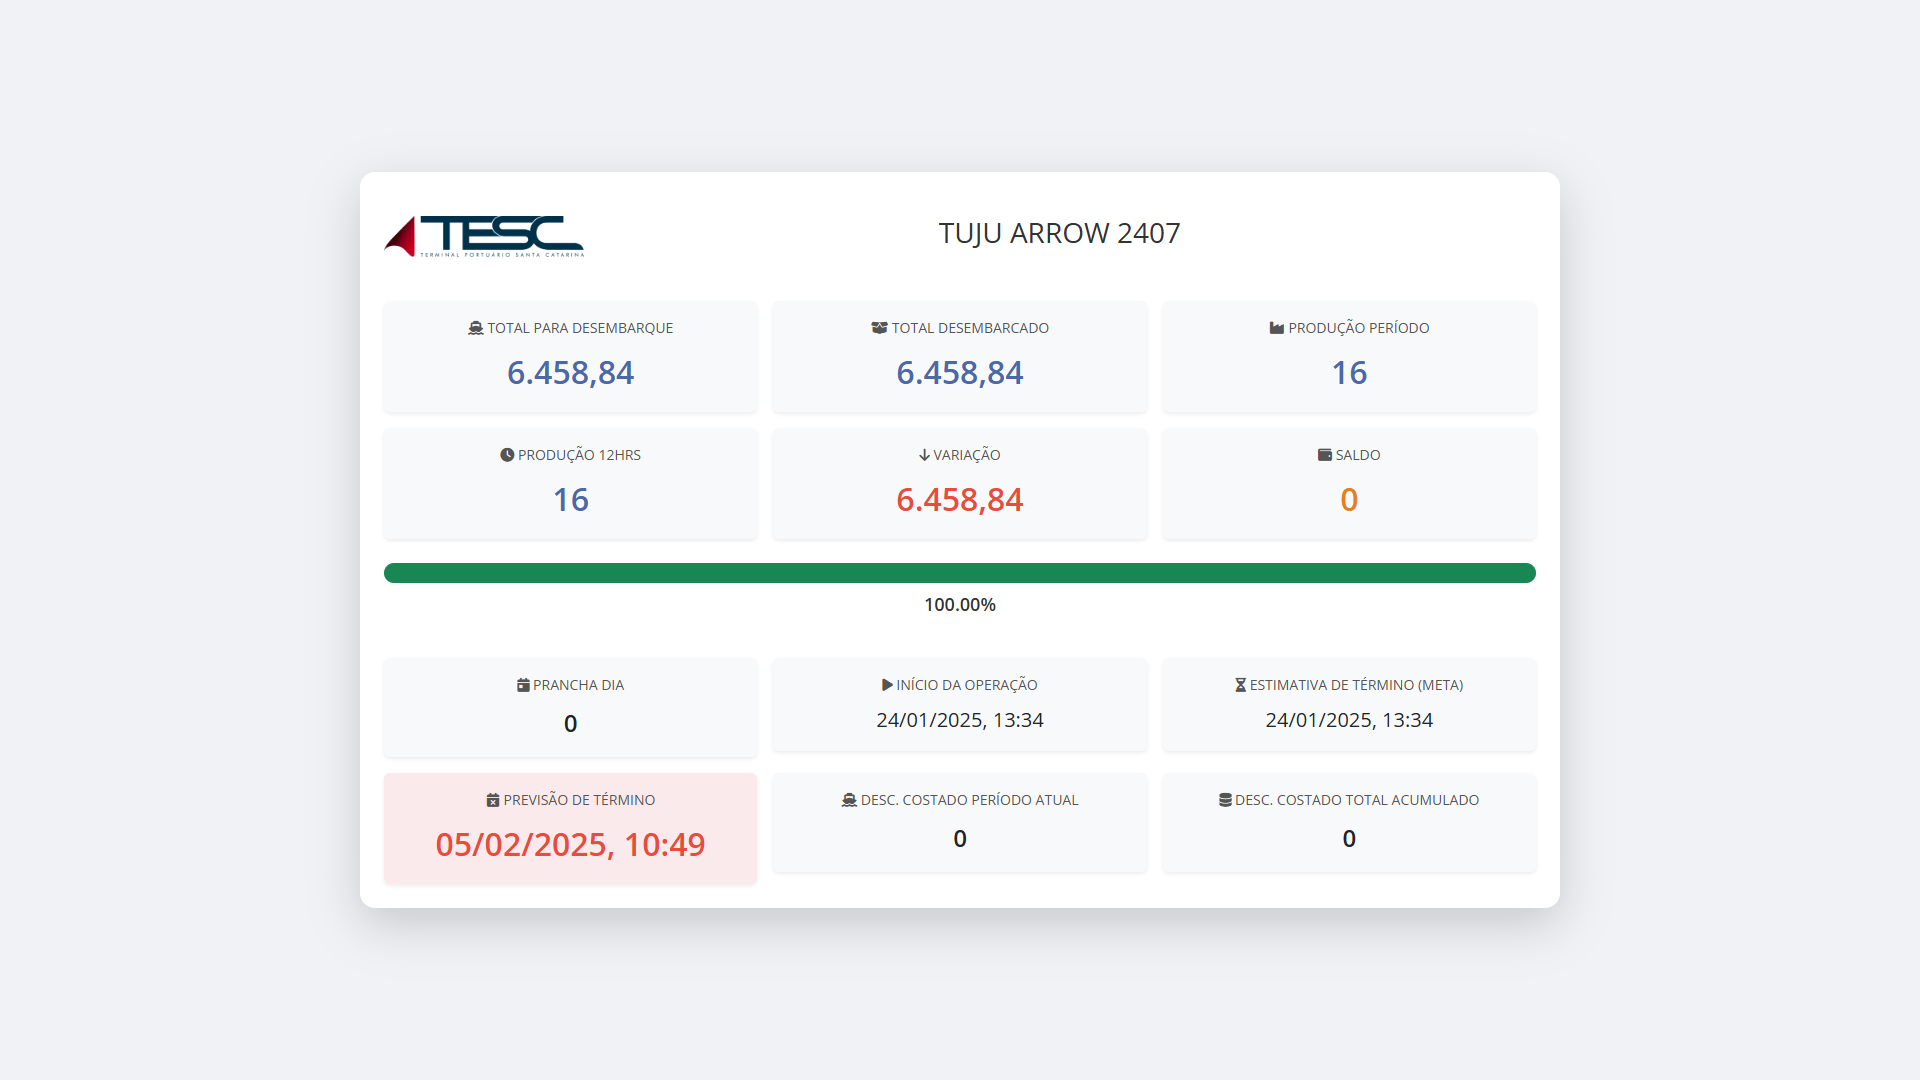 TESC
TERMINAL PORTUÁRIO SANTA CATARINA
TUJU ARROW 2407
TOTAL PARA DESEMBARQUE
6.458,84
TOTAL DESEMBARCADO
6.458,84
PRODUÇÃO PERÍODO
16
PRODUÇÃO 12HRS
16
VARIAÇÃO
6.458,84
SALDO
0
100.00%
PRANCHA DIA
0
INÍCIO DA OPERAÇÃO
24/01/2025, 13:34
ESTIMATIVA DE TÉRMINO (META)
24/01/2025, 13:34
PREVISÃO DE TÉRMINO
05/02/2025, 10:49
DESC. COSTADO PERÍODO ATUAL
0
DESC. COSTADO TOTAL ACUMULADO
0